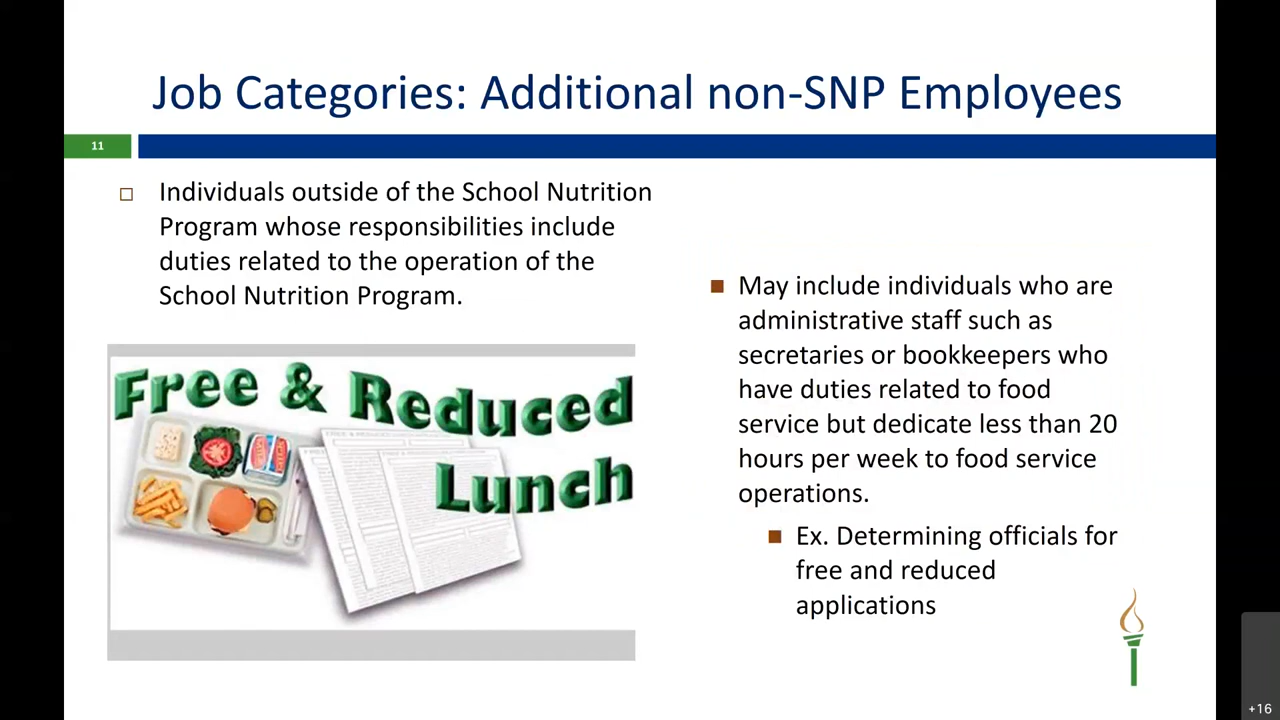 Job Categories: Additional non-SNP Employees
11
Individuals outside of the School Nutrition
Program whose responsibilities include
duties related to the operation of the
School Nutrition Program.
Free & Reduced
Lunch
May include individuals who are
administrative staff such as
secretaries or bookkeepers who
have duties related to food
service but dedicate less than 20
hours per week to food service
operations.
Ex. Determining officials for
free and reduced
applications
+16